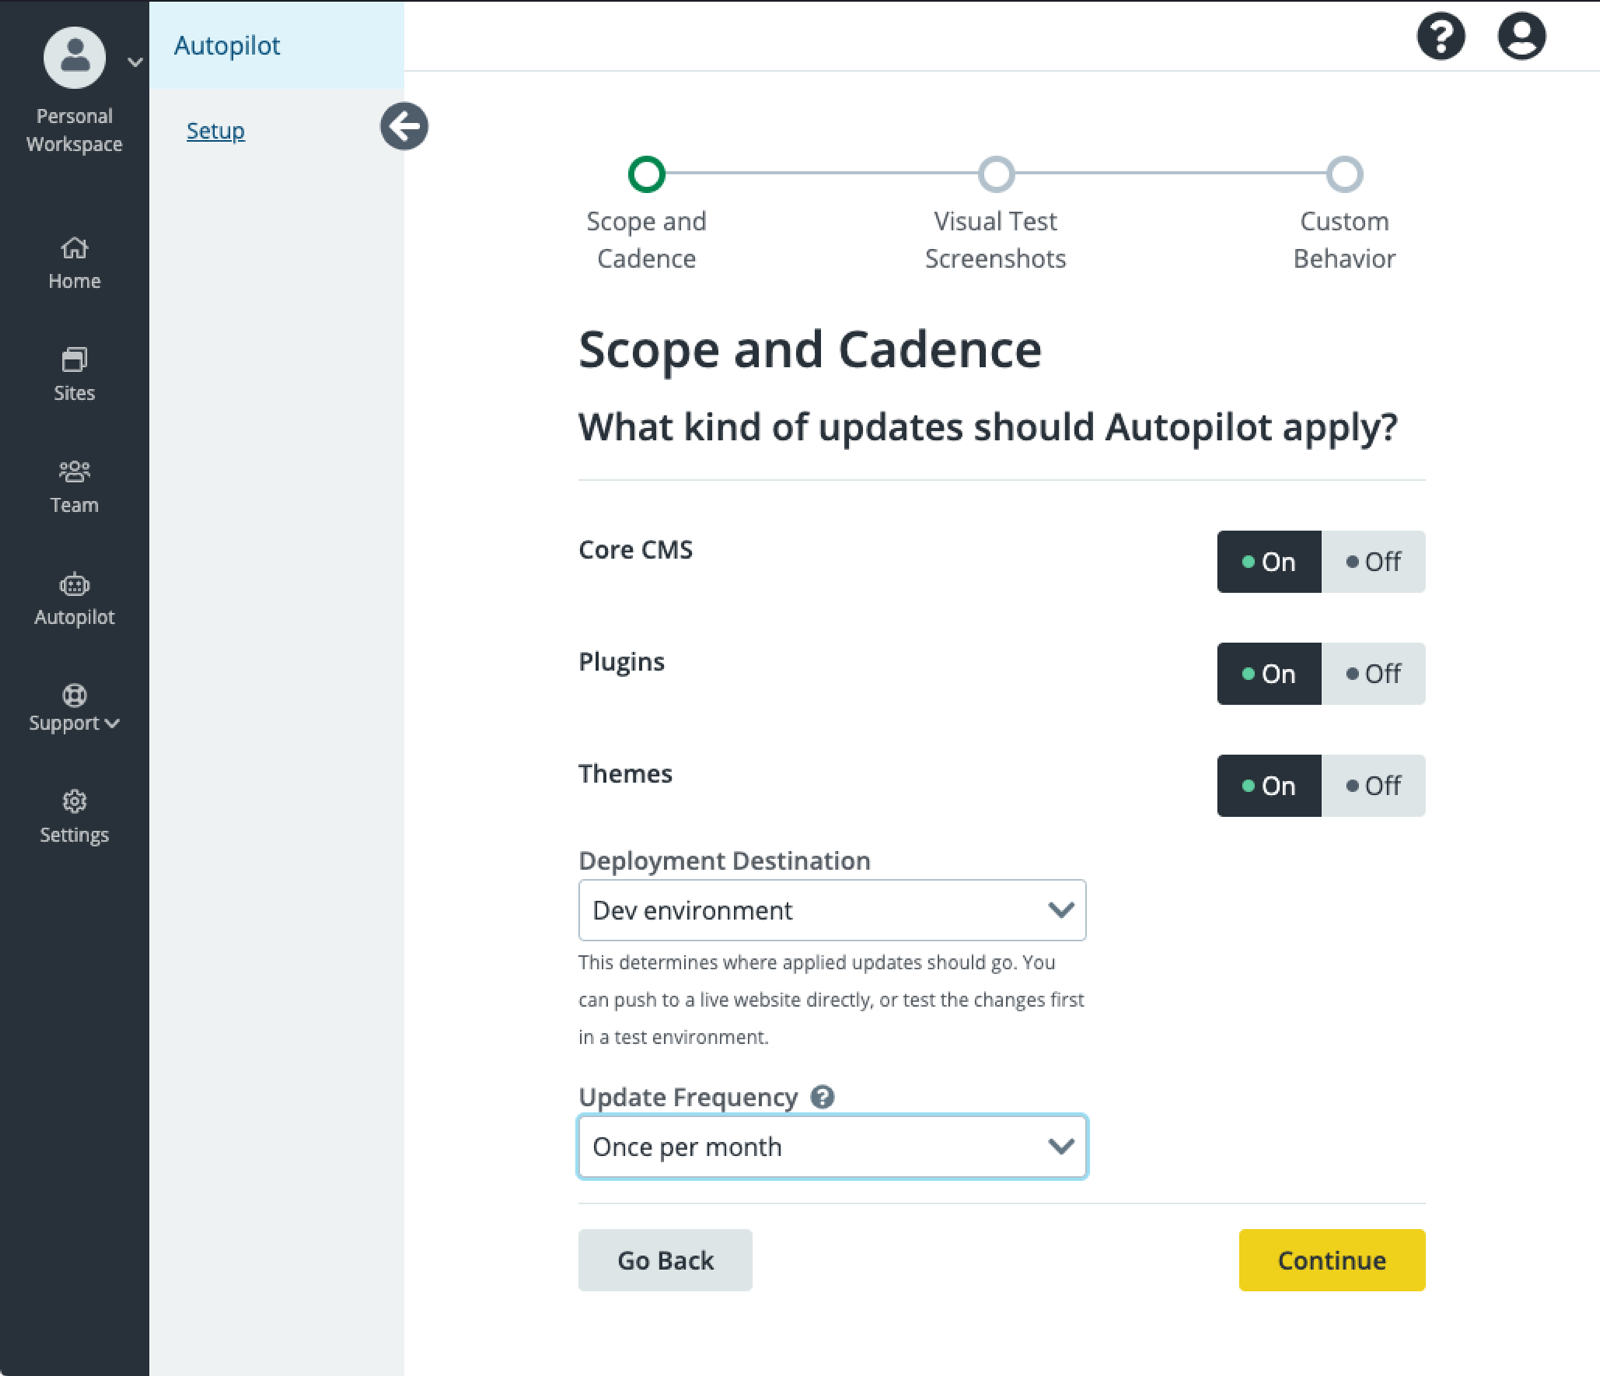 Personal
Workspace
Home
Sites
Team
Autopilot
Support
Settings
Autopilot
Setup
Scope and
Cadence
Visual Test
Screenshots
Custom
Behavior
Scope and Cadence
What kind of updates should Autopilot apply?
Core CMS
On Off
Plugins
On Off
Themes
On Off
Deployment Destination
Dev environment
This determines where applied updates should go. You
can push to a live website directly, or test the changes first
in a test environment.
Update Frequency ?
Once per month
Go Back
Continue